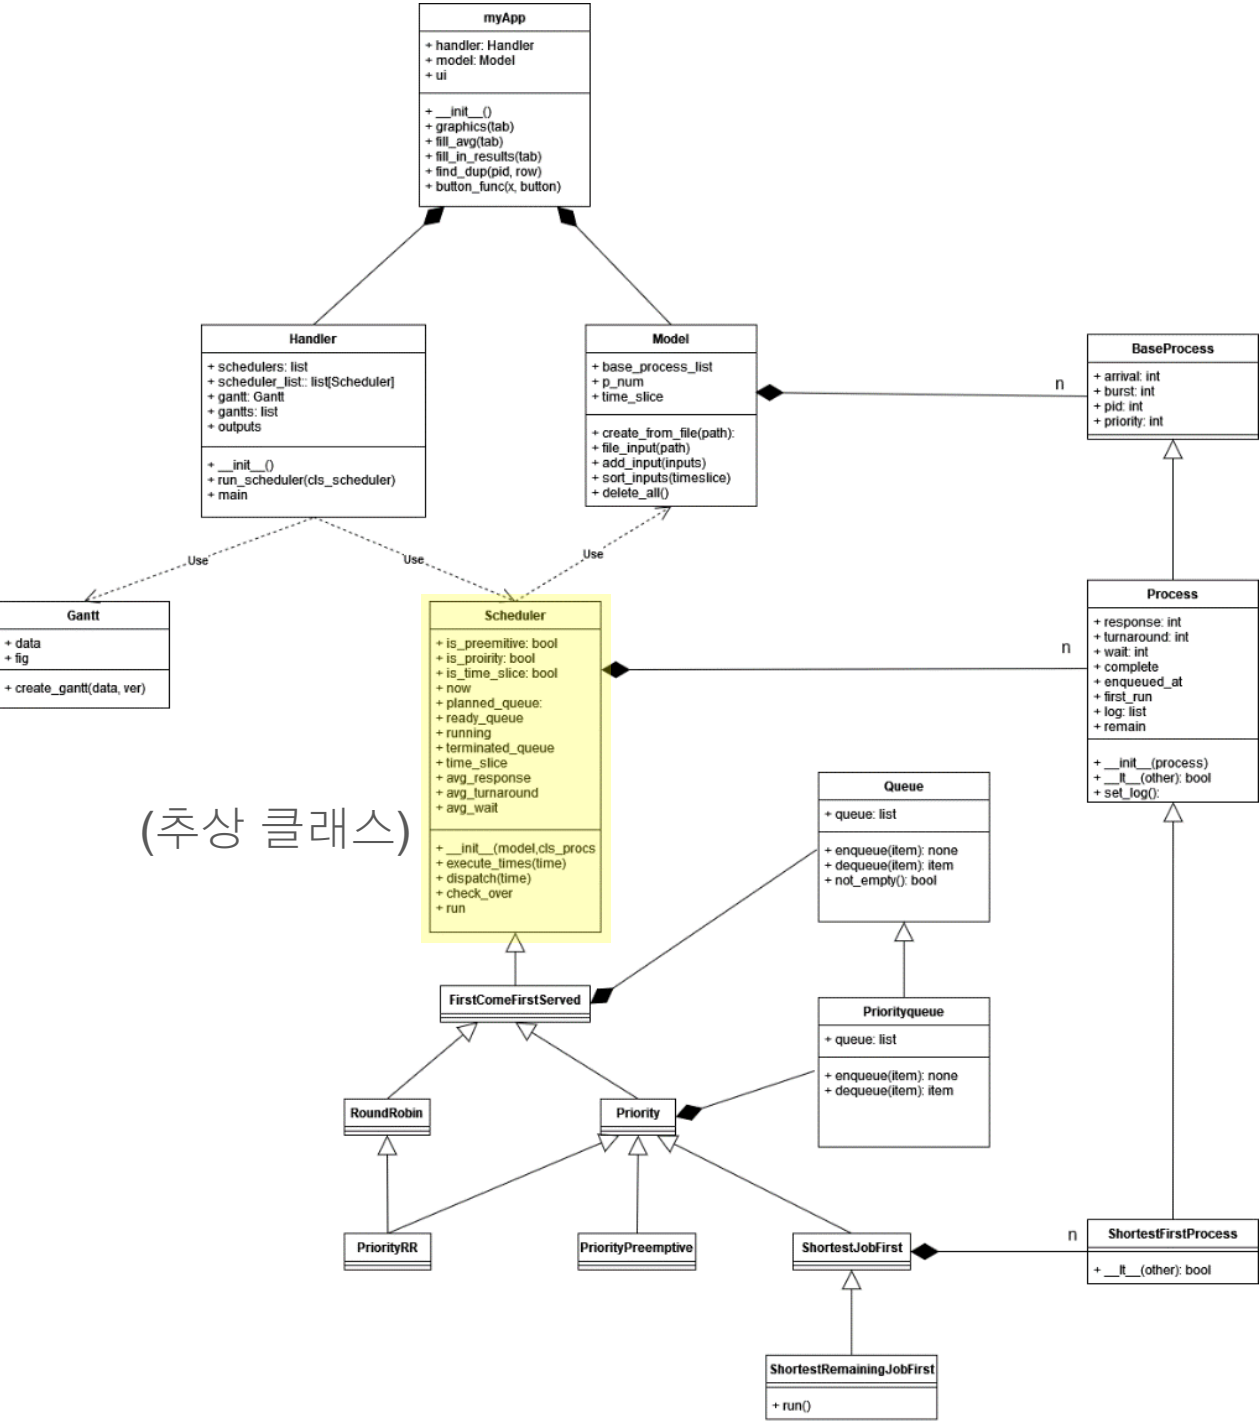 myApp
+ handler: Handler
+ model: Model
+ ui
+ __init__()
+ graphics(tab)
+ fill_avg(tab)
+ fill_in_results(tab)
+ find_dup(pid, row)
+ button_func(x, button)
Handler
+ schedulers: list
+ scheduler_list:: list[Scheduler]
+ gantt: Gantt
+ gantts: list
+ outputs
+ __init__()
+ run_scheduler(cls_scheduler)
+ main
Model
+ base_process_list
+ p_num
+ time_slice
+ create_from_file(path):
+ file_input(path)
+ add_input(inputs)
+ sort_inputs(timeslice)
+ delete_all()
n
BaseProcess
+ arrival: int
+ burst: int
+ pid: int
+ priority: int
Use
Use
Use
Gantt
+ data
+ fig
+ create_gantt(data, ver)
Scheduler
+ is_preemitive: bool
+ is_proirity: bool
+ is_time_slice: bool
+ now
+ planned_queue:
+ ready_queue
+ running
+ terminated_queue
+ time_slice
+ avg_response
+ avg_turnaround
+ avg_wait
+ __init__(model,cls_procs
+ execute_times(time)
+ dispatch(time)
+ check_over
+ run
(추상 클래스)
n
Process
+ response: int
+ turnaround: int
+ wait: int
+ complete
+ enqueued_at
+ first_run
+ log: list
+ remain
+ __init__(process)
+ __lt__(other): bool
+ set_log():
Queue
+ queue: list
+ enqueue(item): none
+ dequeue(item): item
+ not_empty(): bool
FirstComeFirstServed
Priorityqueue
+ queue: list
+ enqueue(item): none
+ dequeue(item): item
RoundRobin
Priority
PriorityRR
PriorityPreemptive
ShortestJobFirst
n
ShortestFirstProcess
+ __lt__(other): bool
ShortestRemainingJobFirst
+ run()